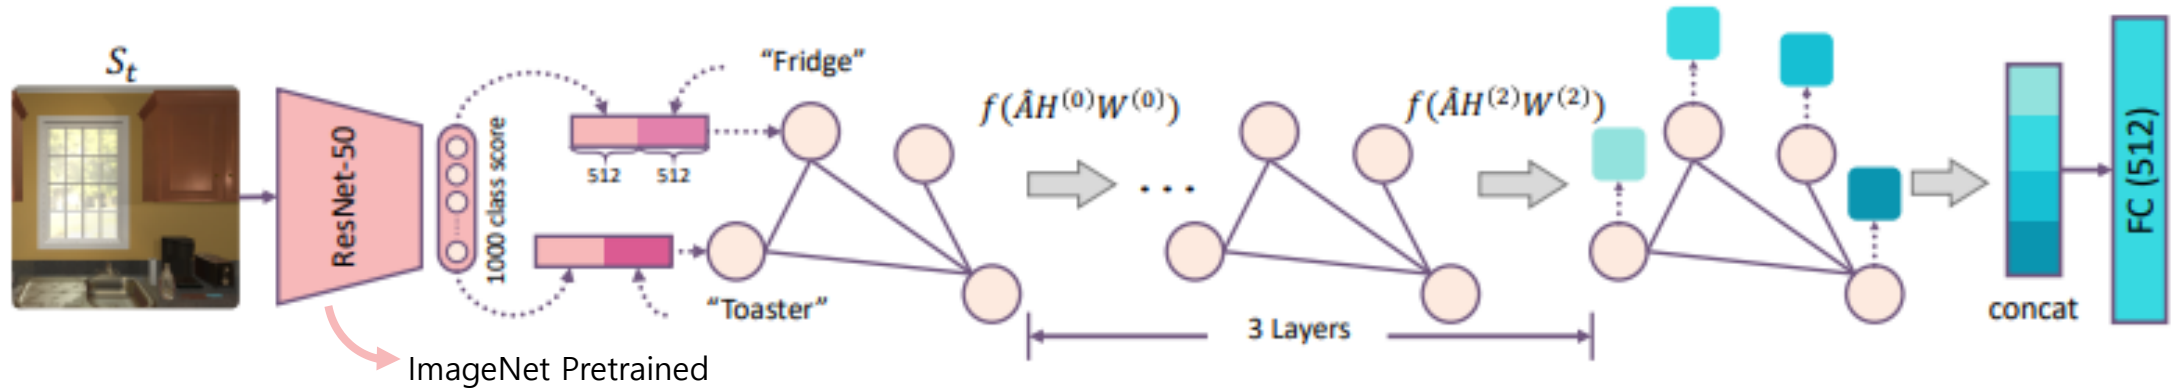 S_t
ResNet-50
1000 class score
"Fridge"
512 512
"Toaster"
f(ÂH^(0)W^(0))
. . .
f(ÂH^(2)W^(2))
3 Layers
concat
FC (512)
ImageNet Pretrained